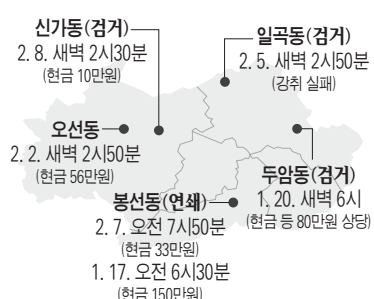 신가동(검거)
2. 8. 새벽 2시30분
(현금 10만원)
일곡동(검거)
2. 5. 새벽 2시50분
(강취 실패)
오선동
2. 2. 새벽 2시50분
(현금 56만원)
두암동(검거)
1. 20. 새벽 6시
(현금 등 80만원 상당)
봉선동(연쇄)
2. 7. 오전 7시50분
(현금 33만원)
1. 17. 오전 6시30분
(현금 150만원)